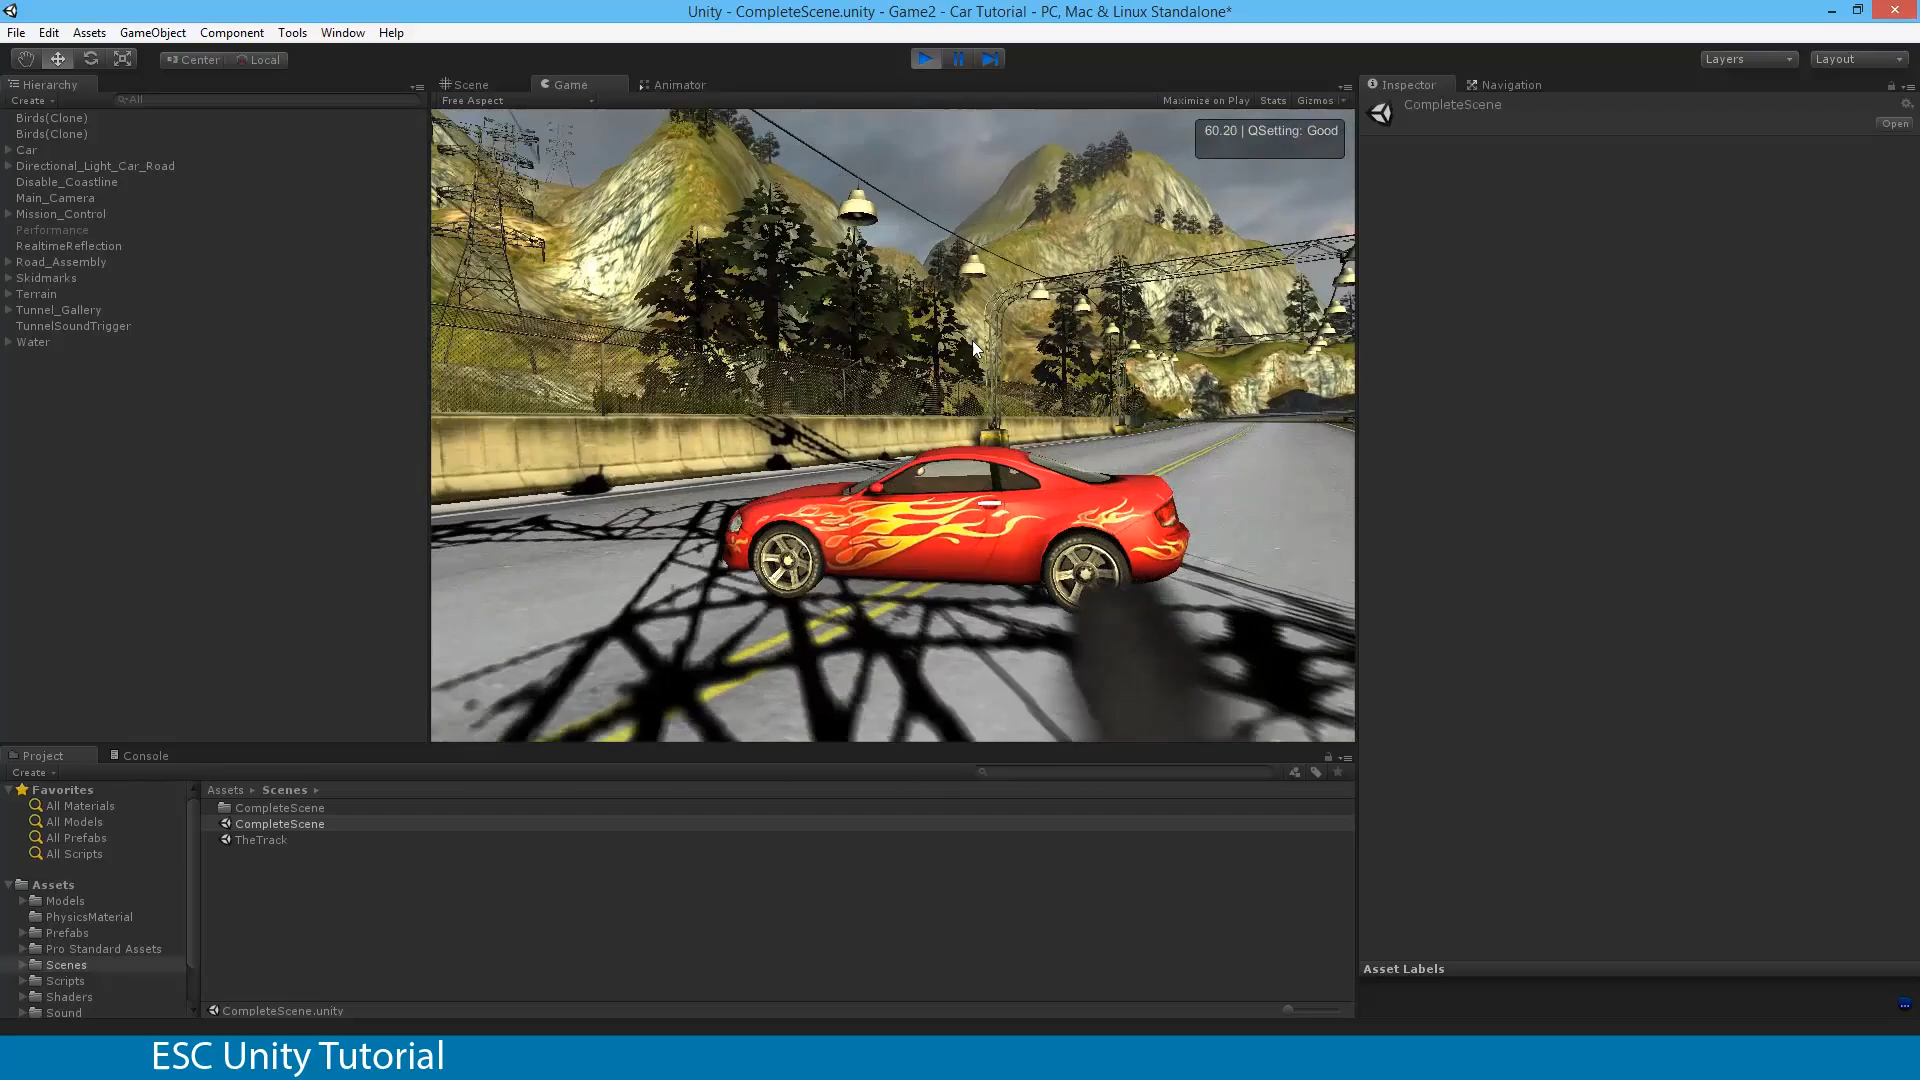 Unity - CompleteScene.unity - Game2 - Car Tutorial - PC, Mac & Linux Standalone*
File Edit Assets GameObject Component Tools Window Help
Center Local Layers Layout
Hierarchy
Create All
Birds(Clone)
Birds(Clone)
Car
Directional_Light_Car_Road
Disable_Coastline
Main_Camera
Mission_Control
Performance
RealtimeReflection
Road_Assembly
Skidmarks
Terrain
Tunnel_Gallery
TunnelSoundTrigger
Water
Scene Game Animator
Free Aspect Maximize on Play Stats Gizmos
60.20 | QSetting: Good
Inspector Navigation
CompleteScene
Open
Project Console
Create
Favorites
All Materials
All Models
All Prefabs
All Scripts
Assets
Models
PhysicsMaterial
Prefabs
Pro Standard Assets
Scenes
Scripts
Shaders
Sound
Assets Scenes
CompleteScene
CompleteScene
TheTrack
CompleteScene.unity
Asset Labels
ESC Unity Tutorial